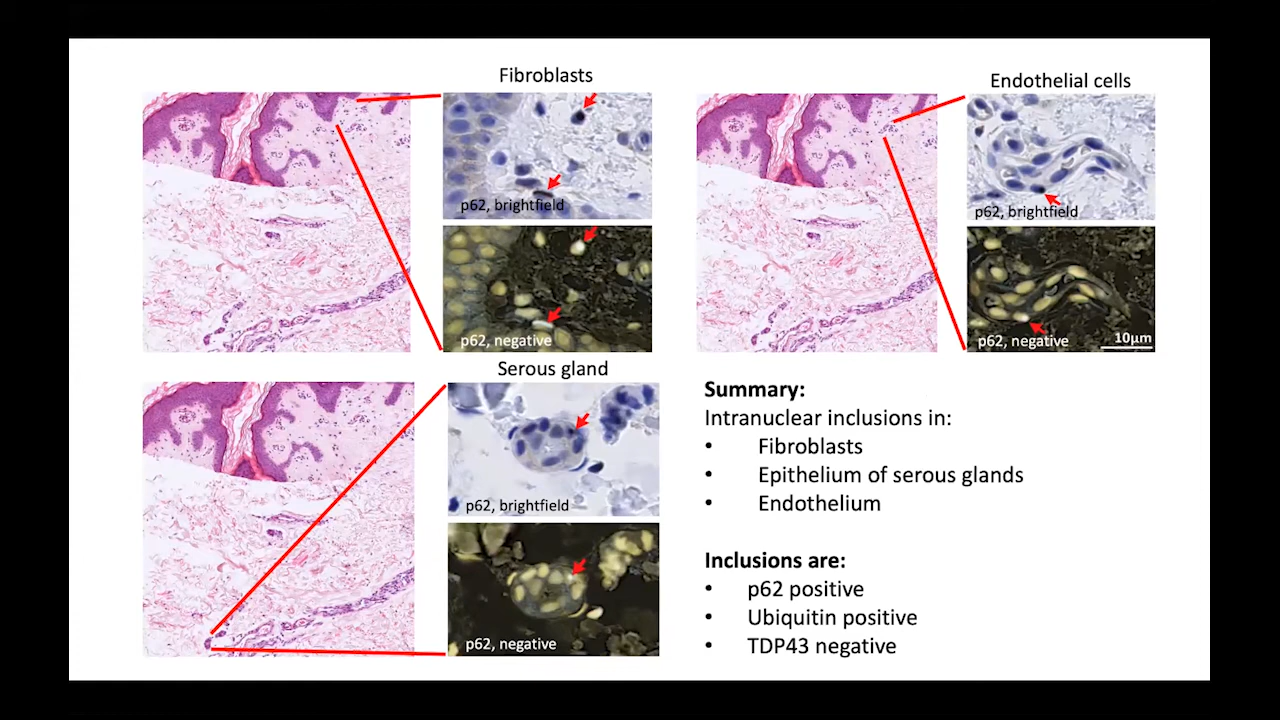 Fibroblasts
p62, brightfield
p62, negative
Endothelial cells
p62, brightfield
p62, negative
10µm
Serous gland
p62, brightfield
p62, negative
Summary:
Intranuclear inclusions in:
• Fibroblasts
• Epithelium of serous glands
• Endothelium
Inclusions are:
• p62 positive
• Ubiquitin positive
• TDP43 negative